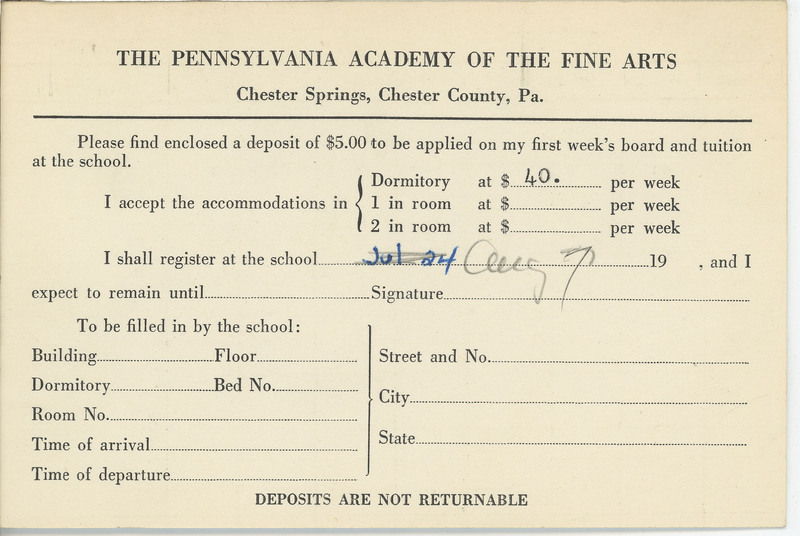 THE PENNSYLVANIA ACADEMY OF THE FINE ARTS
Chester Springs, Chester County, Pa.
Please find enclosed a deposit of $5.00 to be applied on my first week's board and tuition
at the school.
I accept the accommodations in
Dormitory at $ 40. per week
1 in room at $ per week
2 in room at $ per week
I shall register at the school Jul 24 Aug 7 19 , and I
expect to remain until Signature
To be filled in by the school:
Building Floor
Dormitory Bed No.
Room No.
Time of arrival
Time of departure
Street and No.
City
State
DEPOSITS ARE NOT RETURNABLE